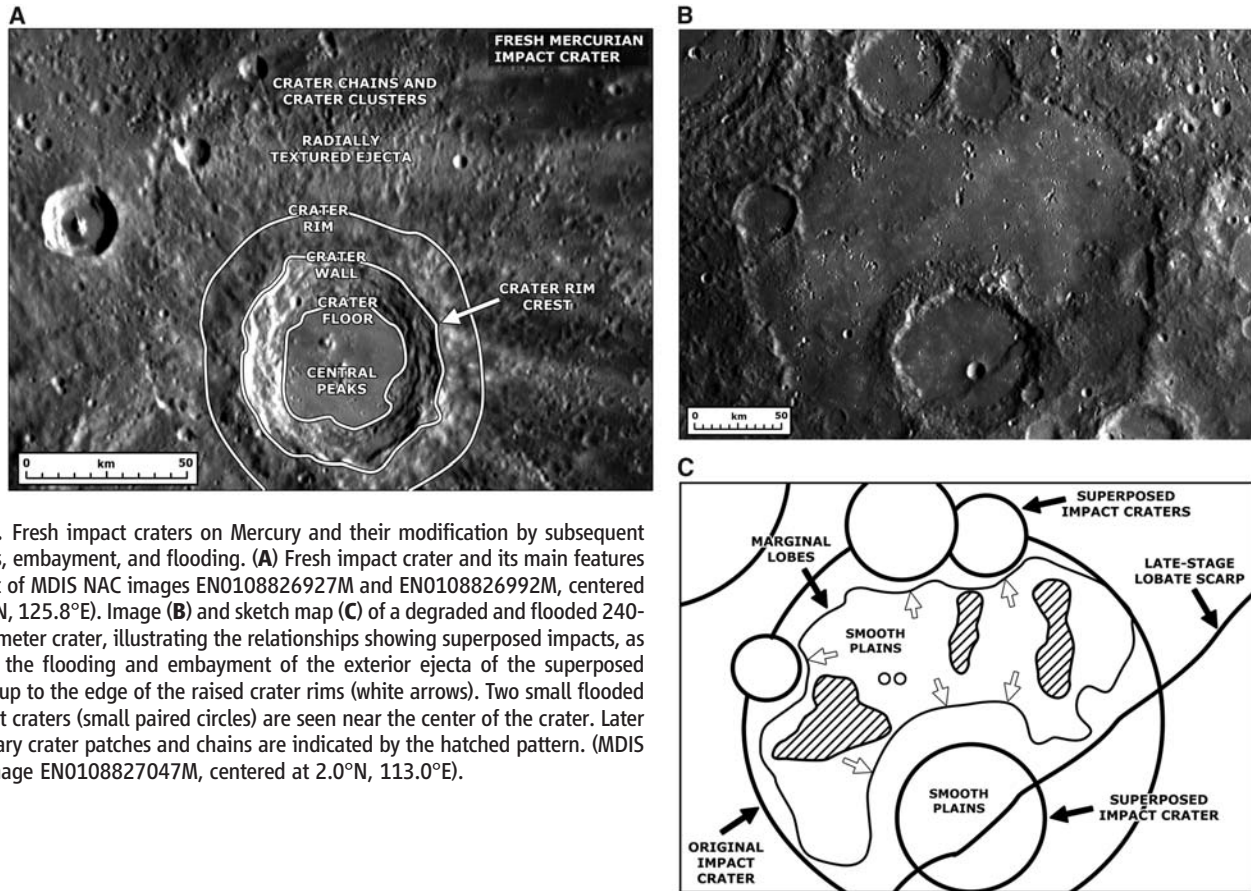 A
FRESH MERCURIAN
IMPACT CRATER
CRATER CHAINS AND
CRATER CLUSTERS
RADIALLY
TEXTURED EJECTA
CRATER
RIM
CRATER
WALL
CRATER RIM
CREST
CRATER
FLOOR
CENTRAL
PEAKS
0 km 50
B
0 km 50
C
SUPERPOSED
IMPACT CRATERS
MARGINAL
LOBES
LATE-STAGE
LOBATE SCARP
SMOOTH
PLAINS
SMOOTH
PLAINS
SUPERPOSED
IMPACT CRATER
ORIGINAL
IMPACT
CRATER
. Fresh impact craters on Mercury and their modification by subsequent
, embayment, and flooding. (A) Fresh impact crater and its main features
of MDIS NAC images EN0108826927M and EN0108826992M, centered
N, 125.8°E). Image (B) and sketch map (C) of a degraded and flooded 240-
meter crater, illustrating the relationships showing superposed impacts, as
the flooding and embayment of the exterior ejecta of the superposed
up to the edge of the raised crater rims (white arrows). Two small flooded
t craters (small paired circles) are seen near the center of the crater. Later
ary crater patches and chains are indicated by the hatched pattern. (MDIS
mage EN0108827047M, centered at 2.0°N, 113.0°E).